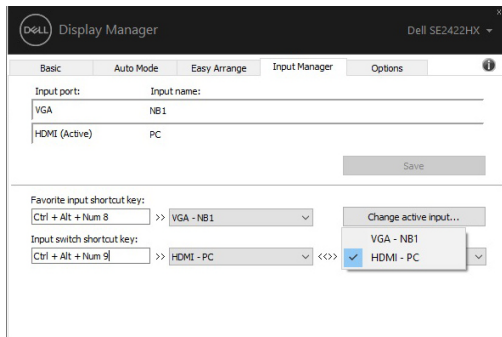 DELL Display Manager Dell SE2422HX
Basic Auto Mode Easy Arrange Input Manager Options
Input port: Input name:
VGA NB1
HDMI (Active) PC
Save
Favorite input shortcut key:
Ctrl + Alt + Num 8 >> VGA - NB1 Change active input...
Input switch shortcut key:
VGA - NB1
Ctrl + Alt + Num 9 >> HDMI - PC <<>> HDMI - PC